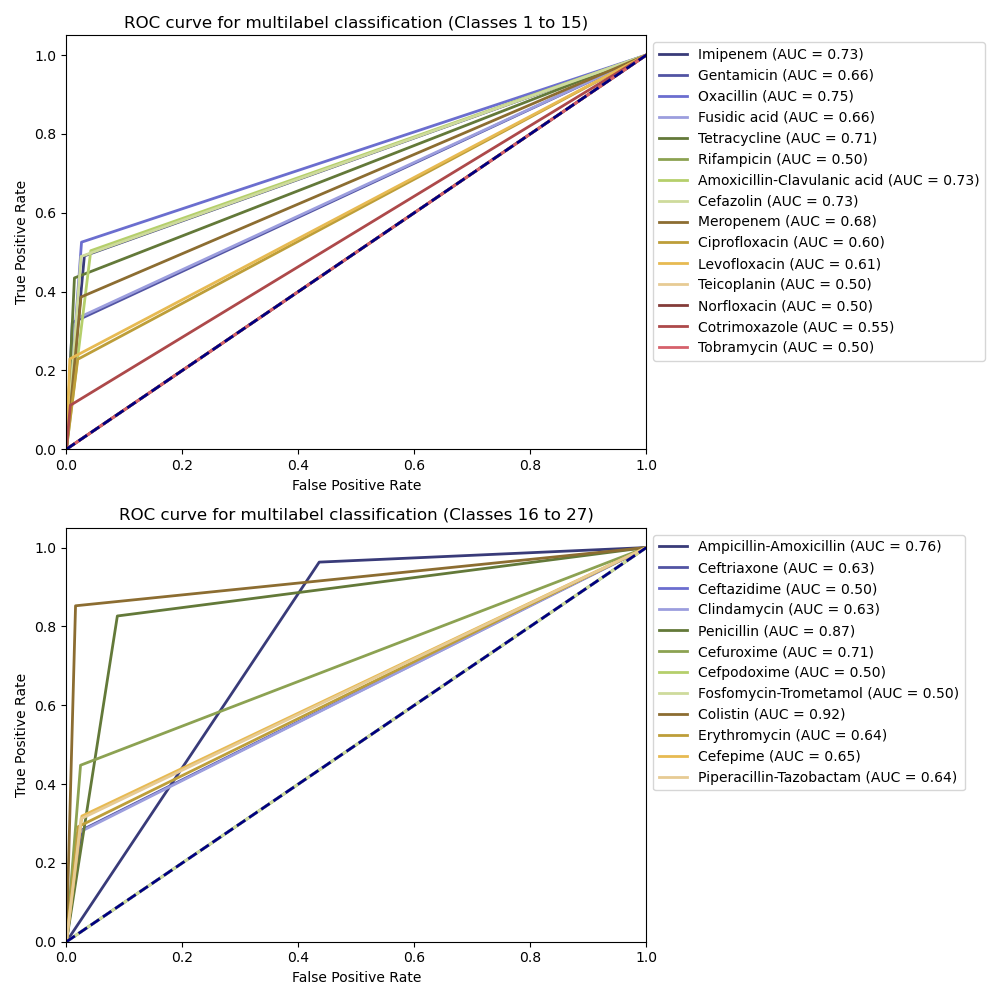 ROC curve for multilabel classification (Classes 1 to 15)
1.0
0.8
0.6
0.4
0.2
0.0
True Positive Rate
0.0 0.2 0.4 0.6 0.8 1.0
False Positive Rate
Imipenem (AUC = 0.73)
Gentamicin (AUC = 0.66)
Oxacillin (AUC = 0.75)
Fusidic acid (AUC = 0.66)
Tetracycline (AUC = 0.71)
Rifampicin (AUC = 0.50)
Amoxicillin-Clavulanic acid (AUC = 0.73)
Cefazolin (AUC = 0.73)
Meropenem (AUC = 0.68)
Ciprofloxacin (AUC = 0.60)
Levofloxacin (AUC = 0.61)
Teicoplanin (AUC = 0.50)
Norfloxacin (AUC = 0.50)
Cotrimoxazole (AUC = 0.55)
Tobramycin (AUC = 0.50)
ROC curve for multilabel classification (Classes 16 to 27)
1.0
0.8
0.6
0.4
0.2
0.0
True Positive Rate
0.0 0.2 0.4 0.6 0.8 1.0
False Positive Rate
Ampicillin-Amoxicillin (AUC = 0.76)
Ceftriaxone (AUC = 0.63)
Ceftazidime (AUC = 0.50)
Clindamycin (AUC = 0.63)
Penicillin (AUC = 0.87)
Cefuroxime (AUC = 0.71)
Cefpodoxime (AUC = 0.50)
Fosfomycin-Trometamol (AUC = 0.50)
Colistin (AUC = 0.92)
Erythromycin (AUC = 0.64)
Cefepime (AUC = 0.65)
Piperacillin-Tazobactam (AUC = 0.64)